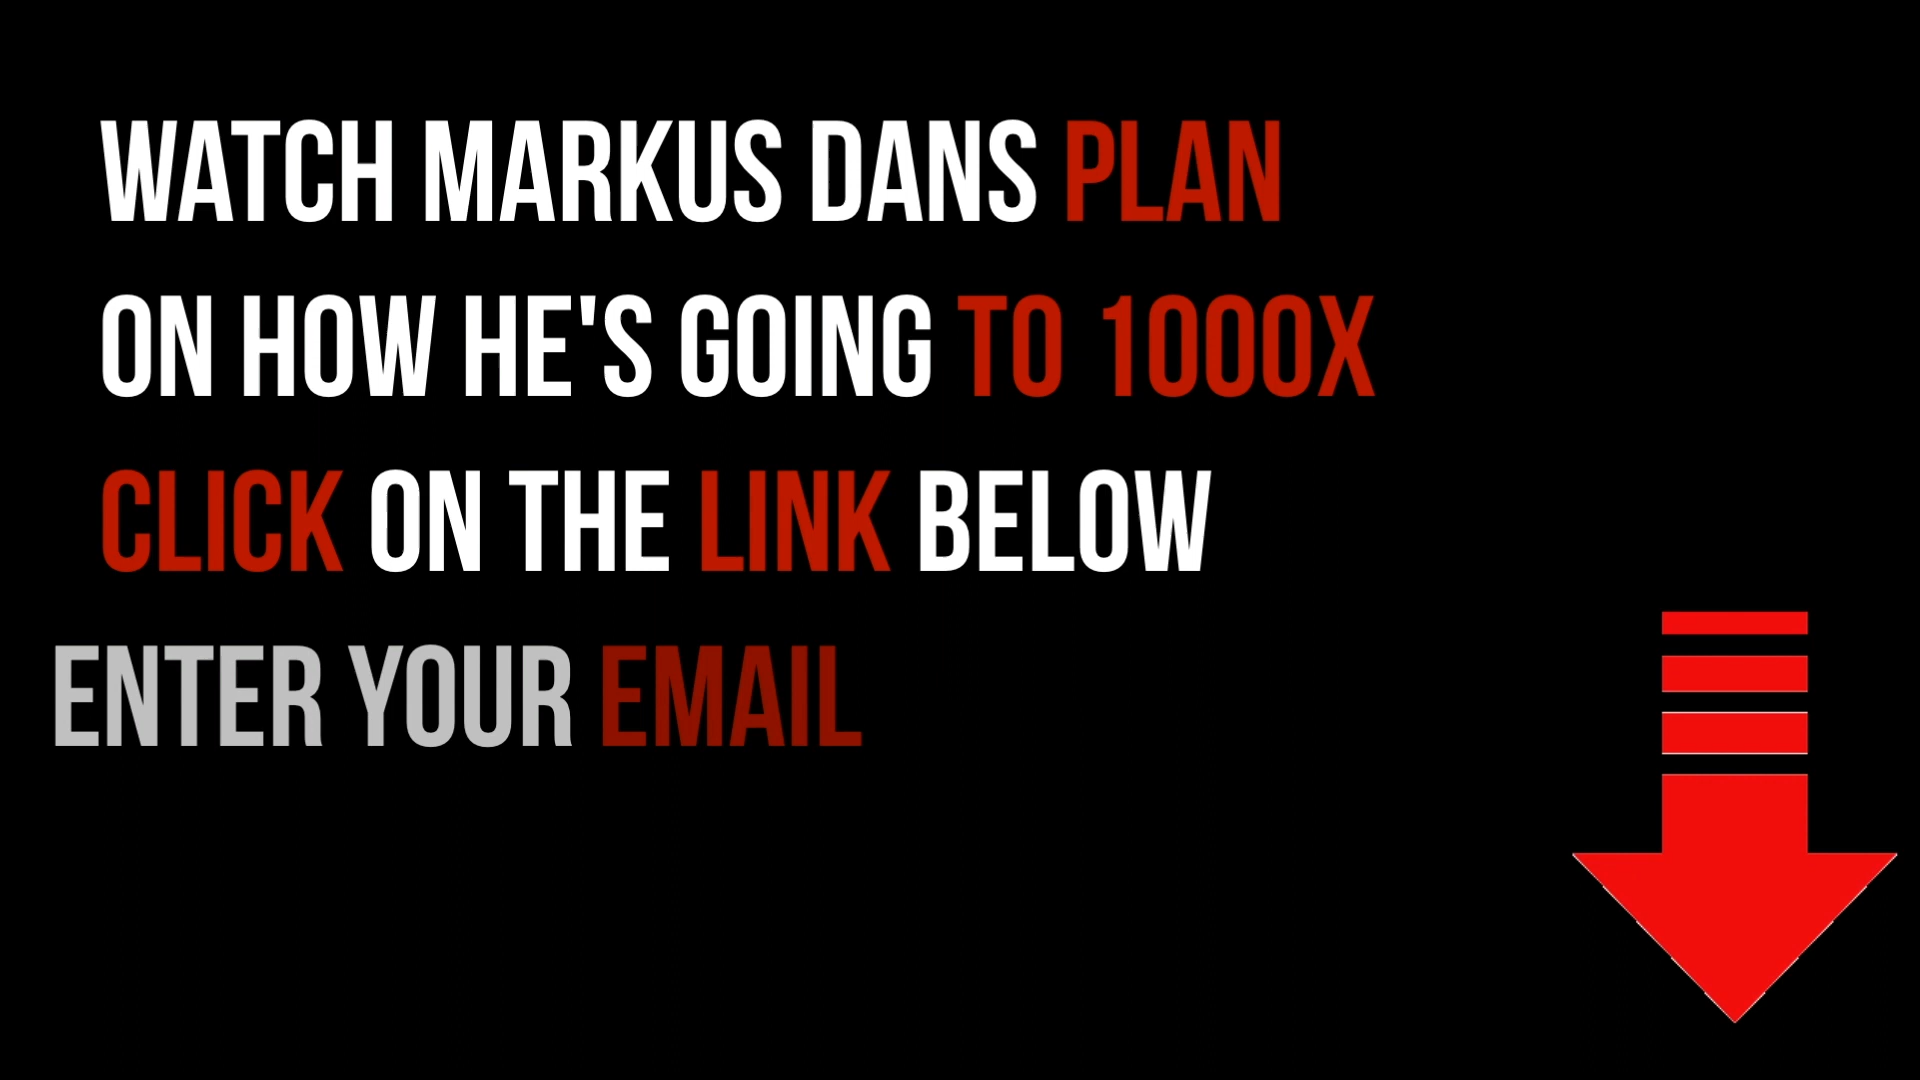 WATCH MARKUS DANS PLAN
ON HOW HE'S GOING TO 1000X
CLICK ON THE LINK BELOW
ENTER YOUR EMAIL